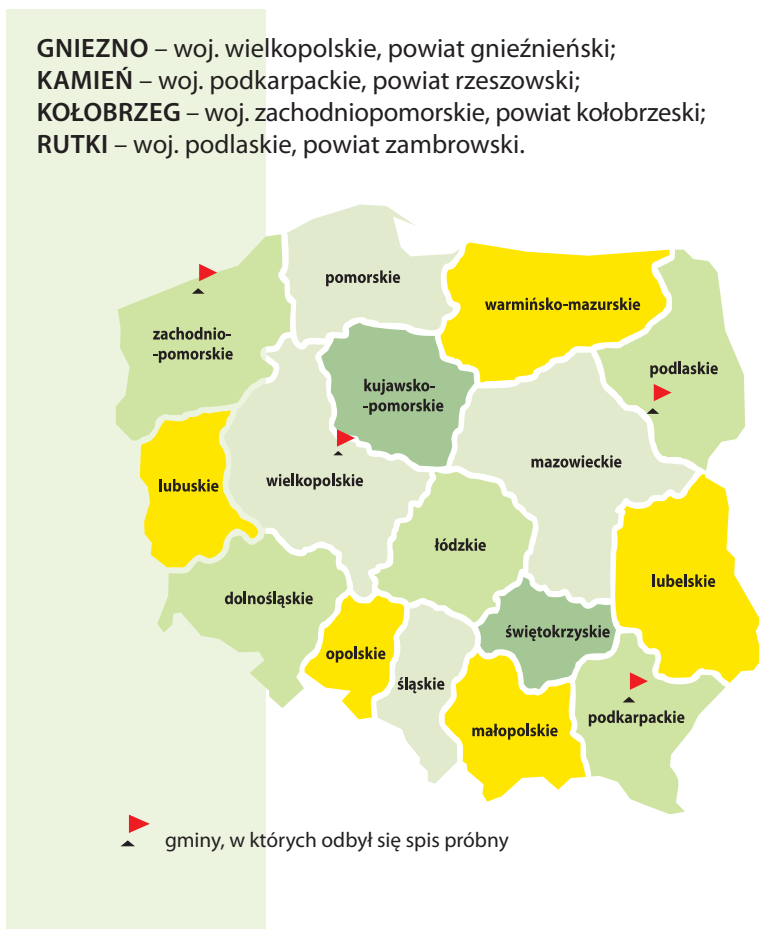 GNIEZNO – woj. wielkopolskie, powiat gnieźnieński;
KAMIEŃ – woj. podkarpackie, powiat rzeszowski;
KOŁOBRZEG – woj. zachodniopomorskie, powiat kołobrzeski;
RUTKI – woj. podlaskie, powiat zambrowski.
pomorskie
warmińsko-mazurskie
zachodnio-
-pomorskie
podlaskie
kujawsko-
-pomorskie
mazowieckie
wielkopolskie
lubuskie
łódzkie
lubelskie
dolnośląskie
świętokrzyskie
opolskie
śląskie
podkarpackie
małopolskie
gminy, w których odbył się spis próbny